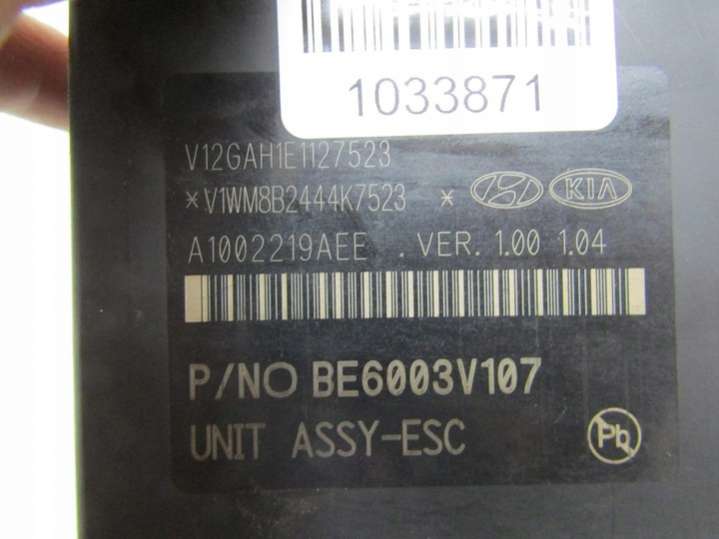 1033871
V12GAH1E1127523
*V1WM8B2444K7523 * KIA
A1002219AEE . VER. 1.00 1.04
P/NO BE6003V107
UNIT ASSY-ESC Pb